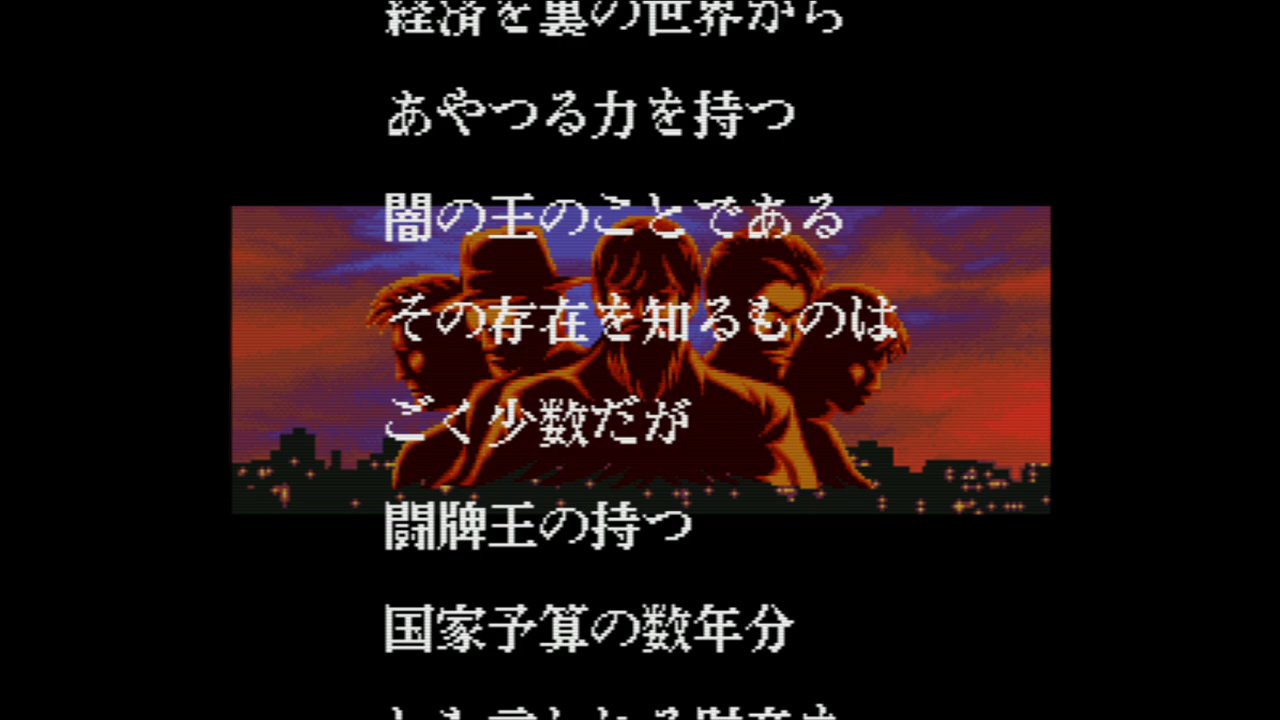 経済を裏の世界から
あやつる力を持つ
闇の王のことである
その存在を知るものは
ごく少数だが
闘牌王の持つ
国家予算の数年分